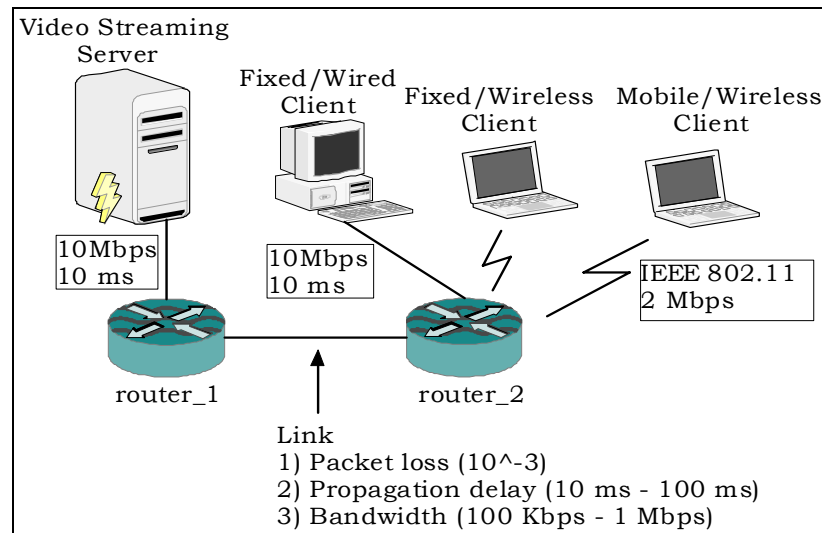 Video Streaming
Server
Fixed/Wired
Client
Fixed/Wireless
Client
Mobile/Wireless
Client
10Mbps
10 ms
10Mbps
10 ms
IEEE 802.11
2 Mbps
router_1
router_2
Link
1) Packet loss (10^-3)
2) Propagation delay (10 ms - 100 ms)
3) Bandwidth (100 Kbps - 1 Mbps)